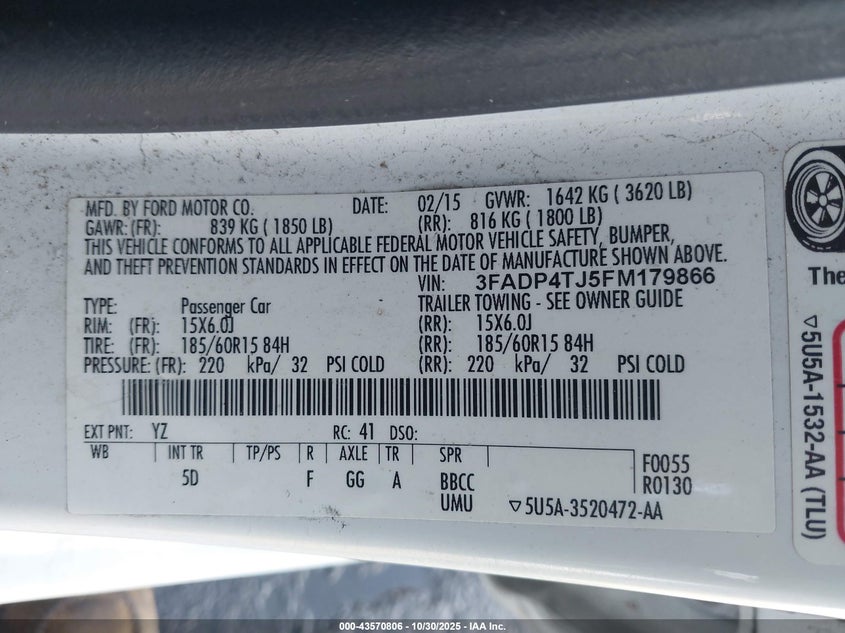 MFD. BY FORD MOTOR CO. DATE: 02/15 GVWR: 1642 KG ( 3620 LB)
GAWR: (FR): 839 KG ( 1850 LB) (RR): 816 KG ( 1800 LB)
THIS VEHICLE CONFORMS TO ALL APPLICABLE FEDERAL MOTOR VEHICLE SAFETY, BUMPER,
AND THEFT PREVENTION STANDARDS IN EFFECT ON THE DATE OF MANUFACTURE SHOWN ABOVE.
VIN: 3FADP4TJ5FM179866
TYPE: Passenger Car TRAILER TOWING - SEE OWNER GUIDE
RIM: (FR): 15X6.0J (RR): 15X6.0J
TIRE: (FR): 185/60R15 84H (RR): 185/60R15 84H
PRESSURE: (FR): 220 kPa/ 32 PSI COLD (RR): 220 kPa/ 32 PSI COLD
EXT PNT: YZ RC: 41 DSO:
WB INT TR TP/PS R AXLE TR SPR
5D F GG A BBCC
UMU
F0055
R0130
▽5U5A-3520472-AA
The
▽5U5A-1532-AA (TLU)
000-43570806 - 10/30/2025 - IAA Inc.